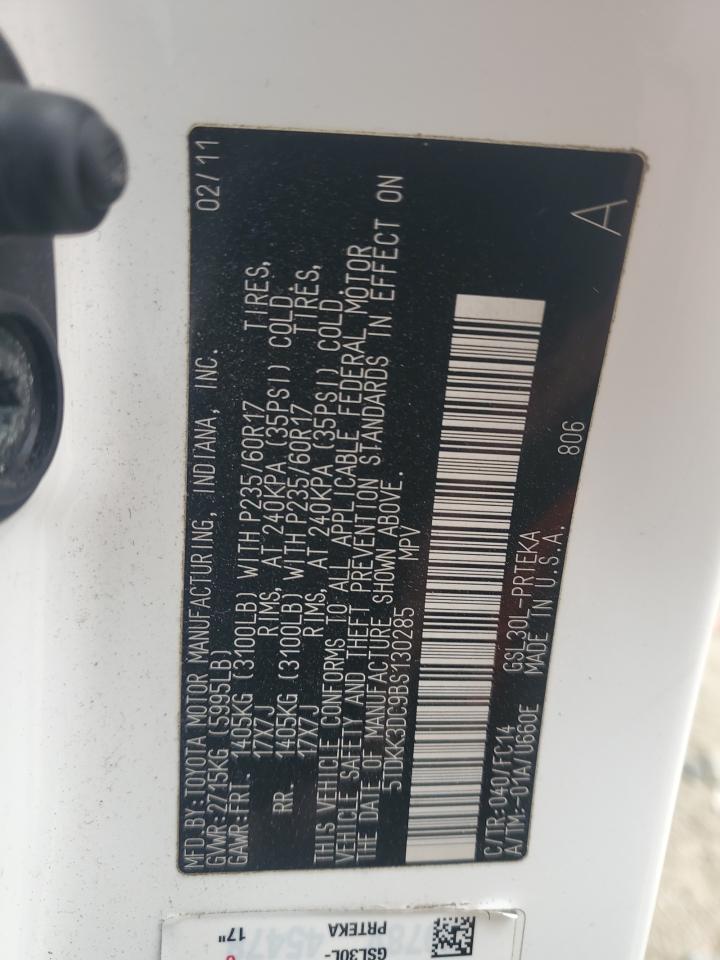 MFD BY:TOYOTA MOTOR MANUFACTURING, INDIANA, INC. 02/11
GVWR:2715KG (5995LB)
GAWR:FRT. 1405KG (3100LB) WITH P235/60R17 TIRES,
17X7J RIMS, AT 240KPA (35PSI) COLD.
RR. 1405KG (3100LB) WITH P235/60R17 TIRES,
17X7J RIMS, AT 240KPA (35PSI) COLD.
THIS VEHICLE CONFORMS TO ALL APPLICABLE FEDERAL MOTOR
VEHICLE SAFETY AND THEFT PREVENTION STANDARDS IN EFFECT ON
THE DATE OF MANUFACTURE SHOWN ABOVE.
5TDKK3DC9BS130285 MPV
C/TR:040/FC14 GSL30L-PRTEKA 806 A
A/TM:-01A/U660E MADE IN U.S.A.
17"
PRTEKA
GSL30L-